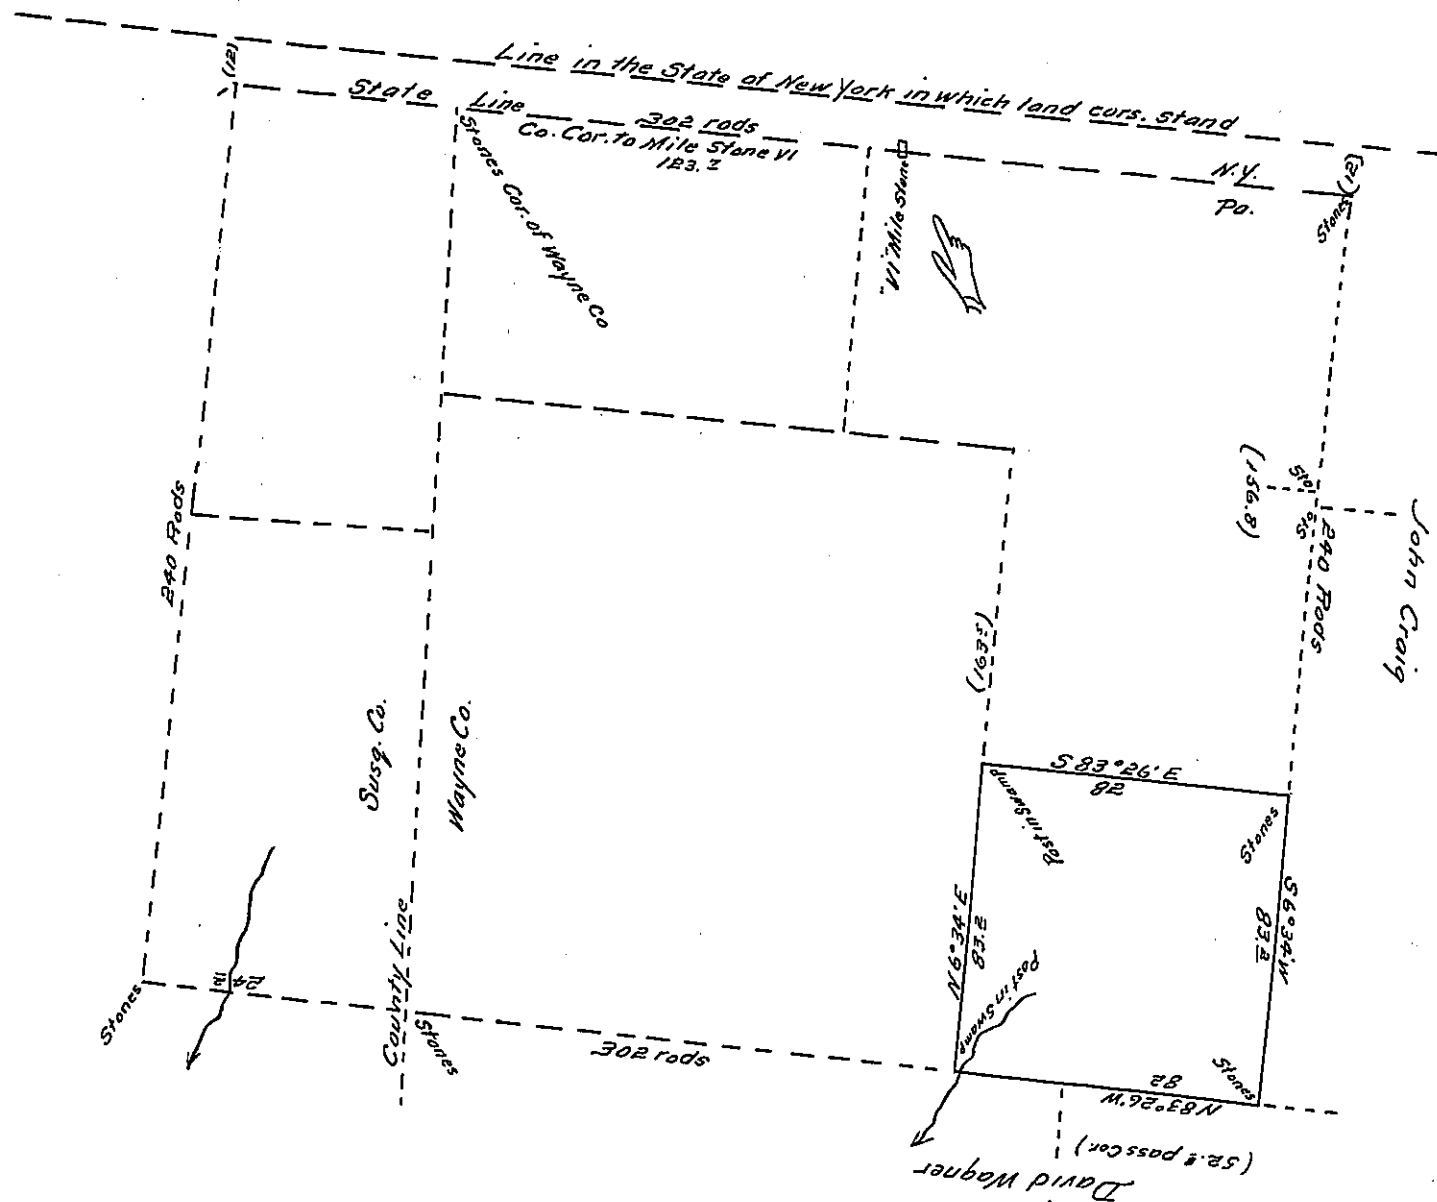 Line in the State of New York in which land cors. stand
(12)
State Line 302 rods
Co. Cor. to Mile Stone VI
123.2
N.Y.
Pa.
(12)
Stones
Stones Cor. of Wayne Co
"VI" Mile Stone
240 Rods
(156.8)
Sto.
Sto.
240 Rods
John Craig
(163.5)
Susq. Co.
Wayne Co.
S 83° 26' E
82
Post in Swamp
Stones
N 6° 34' E
83.2
S 6° 34' W
83.2
Post in Swamp
Stones
24
County Line
Stones
302 rods
Stones
82
N 83° 26' W
(52. pass Cor.)
David Wagner